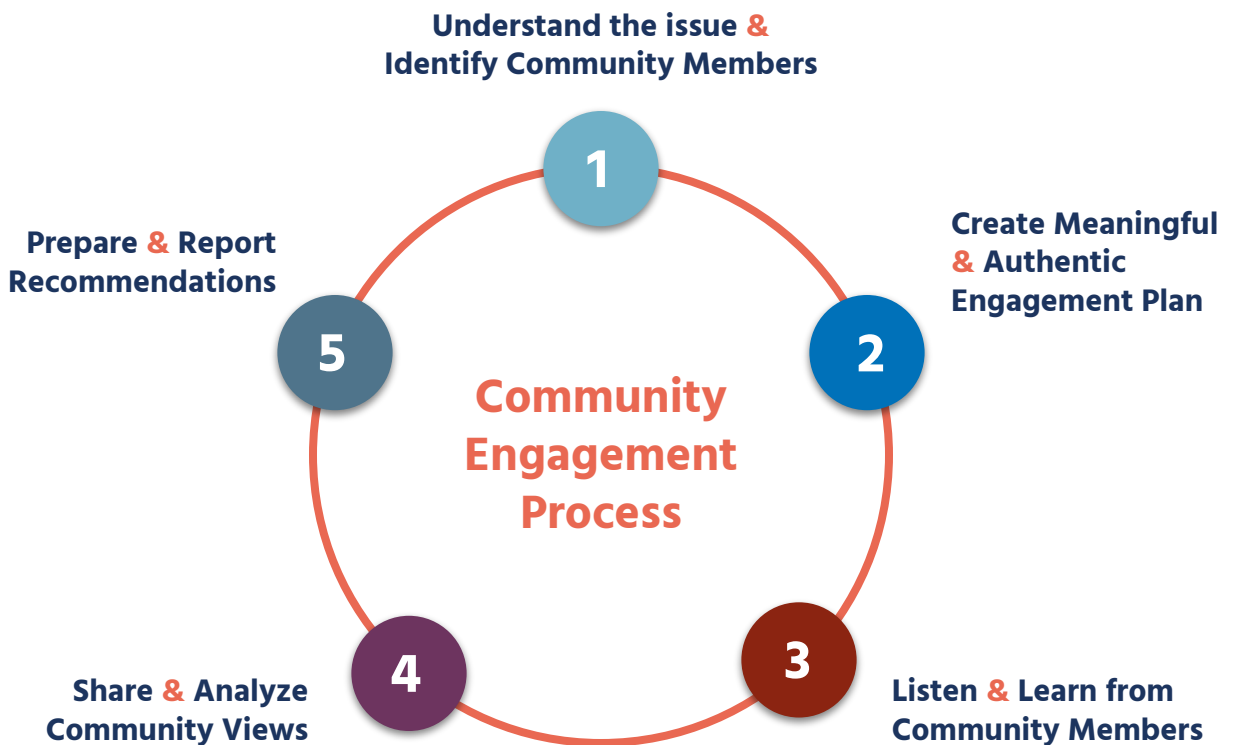 Understand the issue &
Identify Community Members
1
Create Meaningful
& Authentic
Engagement Plan
2
Prepare & Report
Recommendations
5
Community
Engagement
Process
3
Listen & Learn from
Community Members
4
Share & Analyze
Community Views